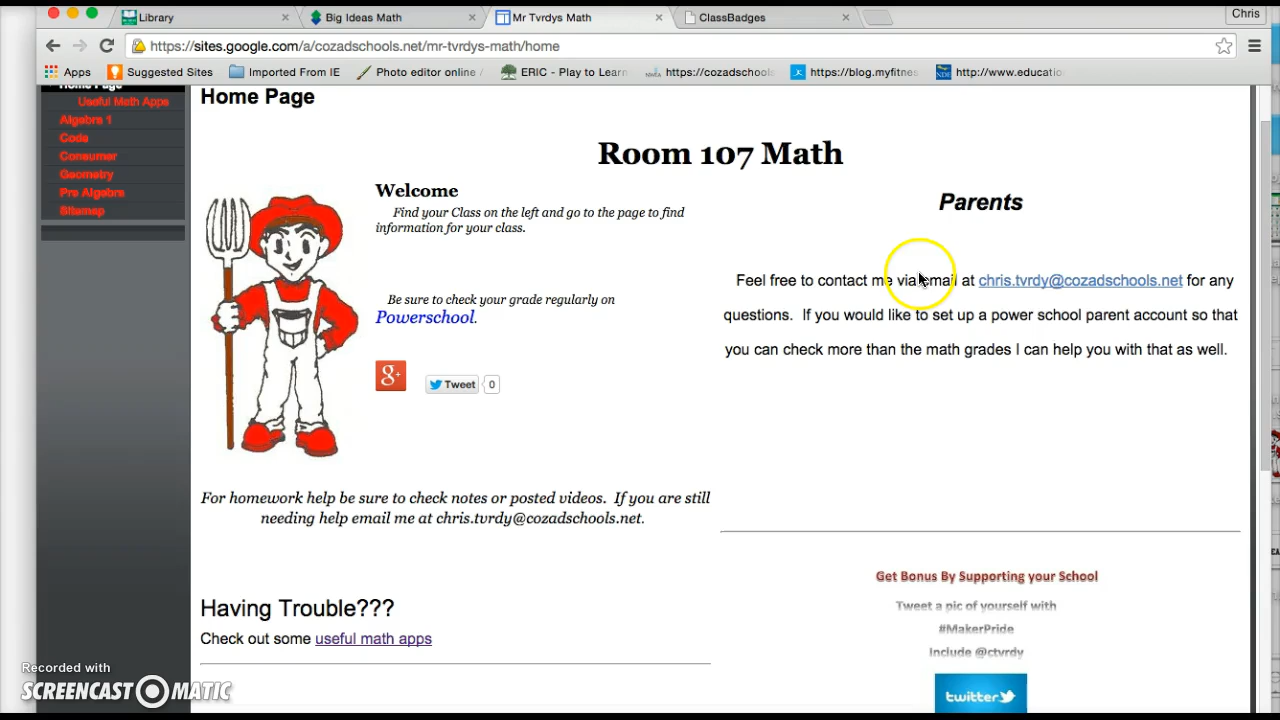 Library
Big Ideas Math
Mr Tvrdys Math
ClassBadges
Chris
https://sites.google.com/a/cozadschools.net/mr-tvrdys-math/home
Apps
Suggested Sites
Imported From IE
Photo editor online /
ERIC - Play to Learn
https://cozadschools
https://blog.myfitnes
http://www.educatio
Home Page
Useful Math Apps
Algebra 1
Code
Consumer
Geometry
Pre Algebra
Sitemap
Home Page
Room 107 Math
Welcome
Find your Class on the left and go to the page to find
information for your class.
Be sure to check your grade regularly on
Powerschool.
g+
Tweet
0
Parents
Feel free to contact me via email at chris.tvrdy@cozadschools.net for any
questions. If you would like to set up a power school parent account so that
you can check more than the math grades I can help you with that as well.
For homework help be sure to check notes or posted videos. If you are still
needing help email me at chris.tvrdy@cozadschools.net.
Having Trouble???
Check out some useful math apps
Get Bonus By Supporting your School
Tweet a pic of yourself with
#MakerPride
Include @ctvrdy
twitter
Recorded with
SCREENCAST MATIC